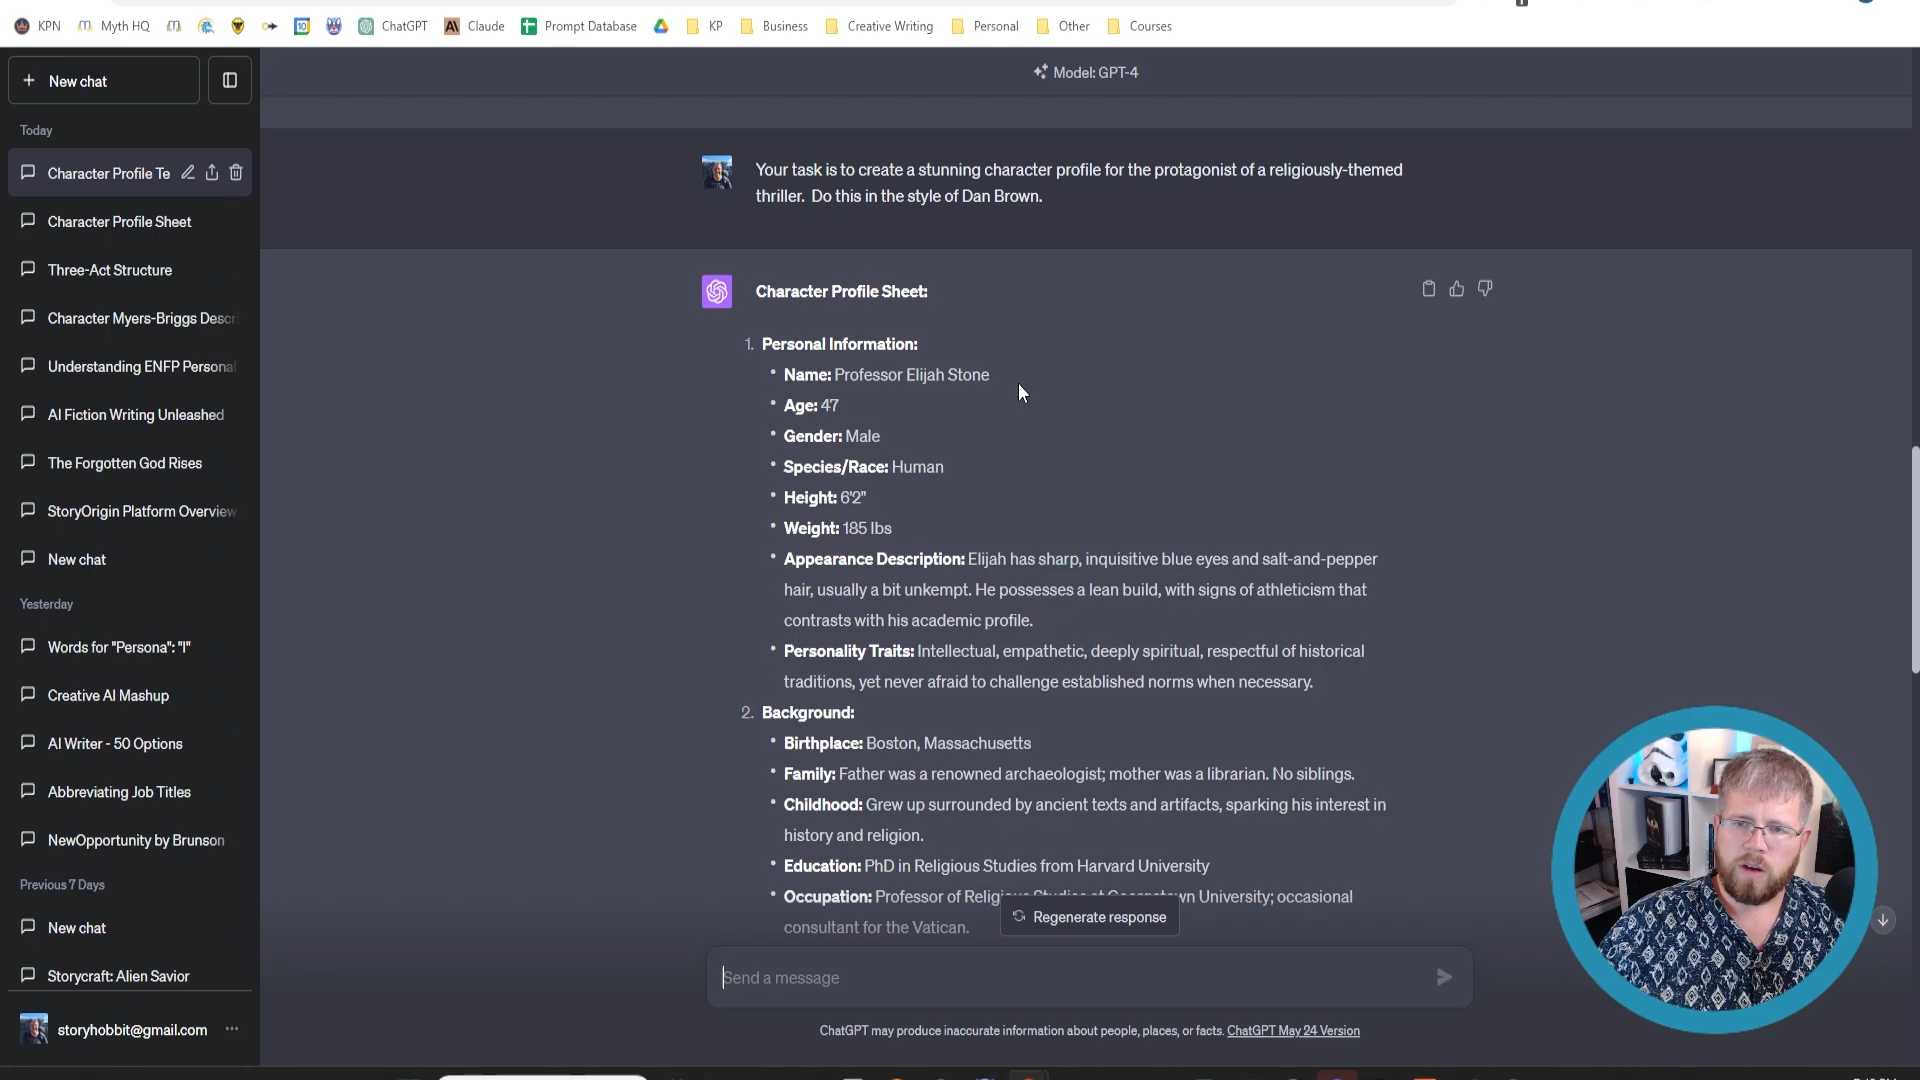 KPN
Myth HQ
ChatGPT
Claude
Prompt Database
KP
Business
Creative Writing
Personal
Other
Courses
New chat
Today
Character Profile Te
Character Profile Sheet
Three-Act Structure
Character Myers-Briggs Descr
Understanding ENFP Personal
AI Fiction Writing Unleashed
The Forgotten God Rises
StoryOrigin Platform Overview
New chat
Yesterday
Words for "Persona": "I"
Creative AI Mashup
AI Writer - 50 Options
Abbreviating Job Titles
NewOpportunity by Brunson
Previous 7 Days
New chat
Storycraft: Alien Savior
storyhobbit@gmail.com
Model: GPT-4
Your task is to create a stunning character profile for the protagonist of a religiously-themed
thriller. Do this in the style of Dan Brown.
Character Profile Sheet:
1. Personal Information:
• Name: Professor Elijah Stone
• Age: 47
• Gender: Male
• Species/Race: Human
• Height: 6'2"
• Weight: 185 lbs
• Appearance Description: Elijah has sharp, inquisitive blue eyes and salt-and-pepper
hair, usually a bit unkempt. He possesses a lean build, with signs of athleticism that
contrasts with his academic profile.
• Personality Traits: Intellectual, empathetic, deeply spiritual, respectful of historical
traditions, yet never afraid to challenge established norms when necessary.
2. Background:
• Birthplace: Boston, Massachusetts
• Family: Father was a renowned archaeologist; mother was a librarian. No siblings.
• Childhood: Grew up surrounded by ancient texts and artifacts, sparking his interest in
history and religion.
• Education: PhD in Religious Studies from Harvard University
• Occupation: Professor of Religious Studies at Georgetown University; occasional
consultant for the Vatican.
Regenerate response
Send a message
ChatGPT may produce inaccurate information about people, places, or facts. ChatGPT May 24 Version